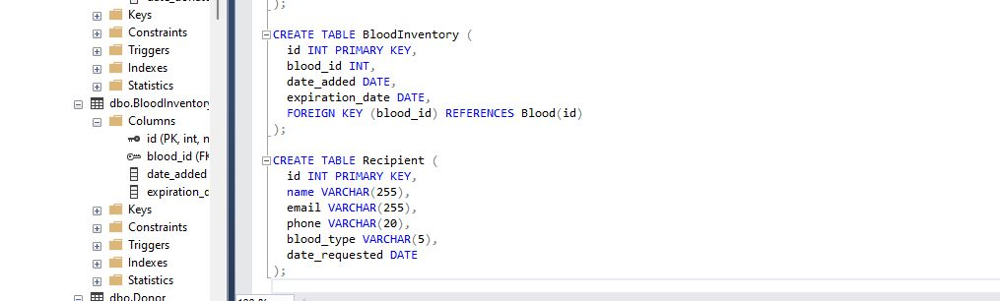 Keys
Constraints
Triggers
Indexes
Statistics
dbo.BloodInventory
Columns
id (PK, int, n
blood_id (FK
date_added
expiration_d
Keys
Constraints
Triggers
Indexes
Statistics
dbo.Donor
);
CREATE TABLE BloodInventory (
id INT PRIMARY KEY,
blood_id INT,
date_added DATE,
expiration_date DATE,
FOREIGN KEY (blood_id) REFERENCES Blood(id)
);
CREATE TABLE Recipient (
id INT PRIMARY KEY,
name VARCHAR(255),
email VARCHAR(255),
phone VARCHAR(20),
blood_type VARCHAR(5),
date_requested DATE
);